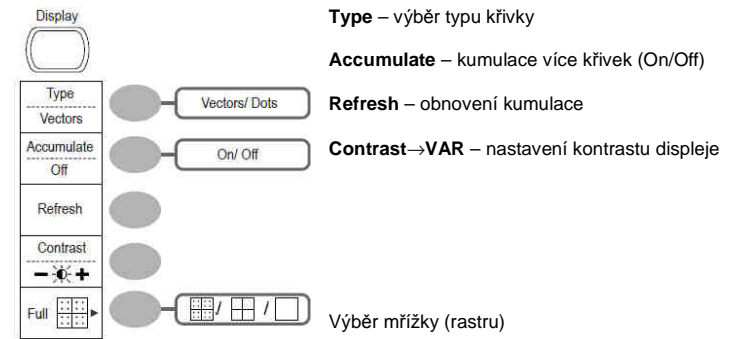 Display
Type
Vectors
Vectors/ Dots
Accumulate
Off
On/ Off
Refresh
Contrast
− +
Full
/ /
Type – výběr typu křivky
Accumulate – kumulace více křivek (On/Off)
Refresh – obnovení kumulace
Contrast→VAR – nastavení kontrastu displeje
Výběr mřížky (rastru)